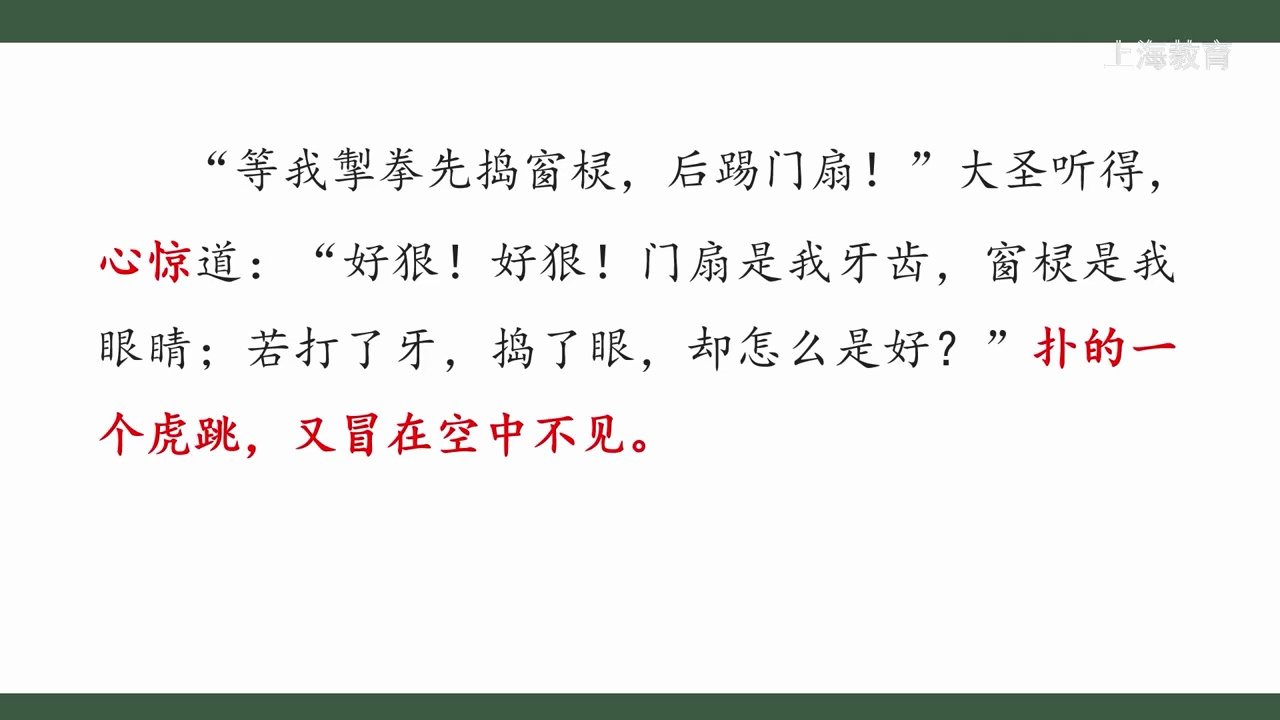 上海教育
“等我掣拳先捣窗棂，后踢门扇！”大圣听得，
心惊道：“好狠！好狠！门扇是我牙齿，窗棂是我
眼睛；若打了牙，捣了眼，却怎么是好？”扑的一
个虎跳，又冒在空中不见。